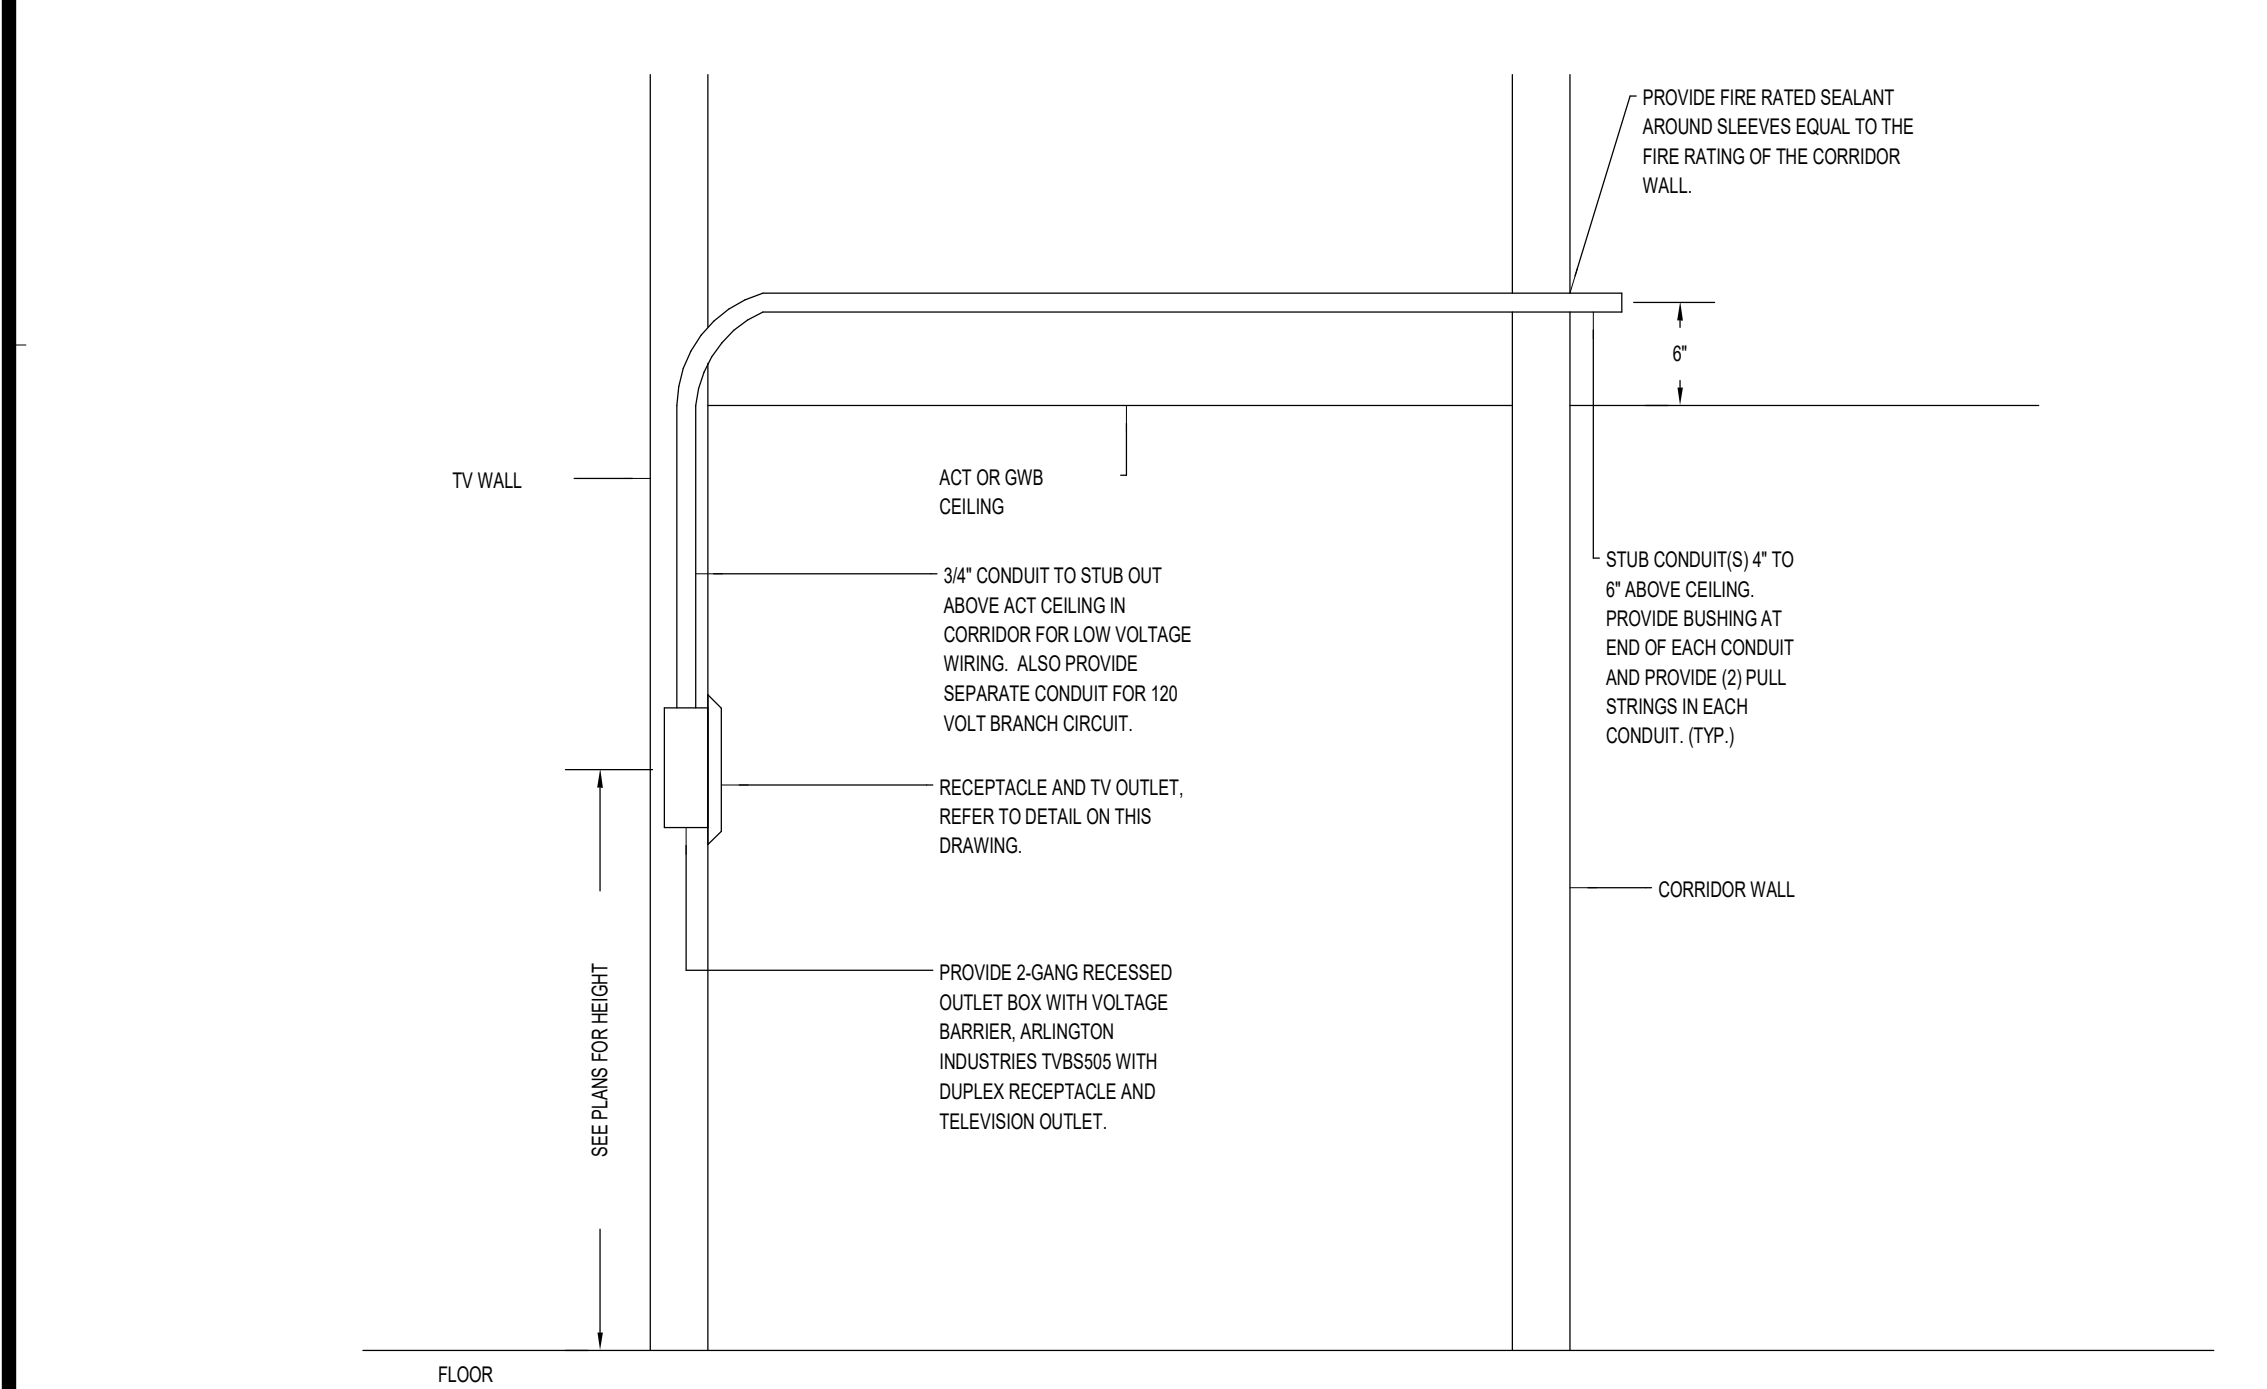 PROVIDE FIRE RATED SEALANT
AROUND SLEEVES EQUAL TO THE
FIRE RATING OF THE CORRIDOR
WALL.
6"
TV WALL
ACT OR GWB
CEILING
3/4" CONDUIT TO STUB OUT
ABOVE ACT CEILING IN
CORRIDOR FOR LOW VOLTAGE
WIRING. ALSO PROVIDE
SEPARATE CONDUIT FOR 120
VOLT BRANCH CIRCUIT.
STUB CONDUIT(S) 4" TO
6" ABOVE CEILING.
PROVIDE BUSHING AT
END OF EACH CONDUIT
AND PROVIDE (2) PULL
STRINGS IN EACH
CONDUIT. (TYP.)
RECEPTACLE AND TV OUTLET,
REFER TO DETAIL ON THIS
DRAWING.
CORRIDOR WALL
SEE PLANS FOR HEIGHT
PROVIDE 2-GANG RECESSED
OUTLET BOX WITH VOLTAGE
BARRIER, ARLINGTON
INDUSTRIES TVBS505 WITH
DUPLEX RECEPTACLE AND
TELEVISION OUTLET.
FLOOR